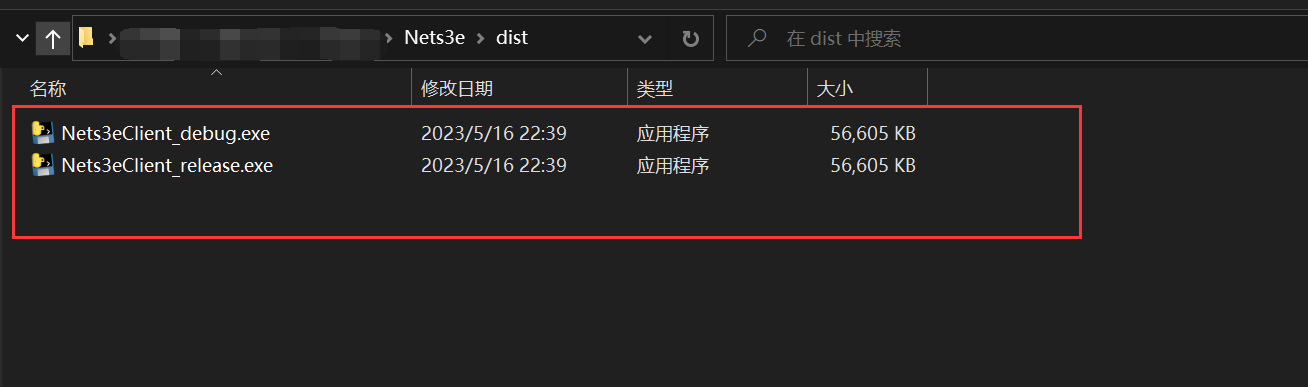 Nets3e dist 在 dist 中搜索
名称 修改日期 类型 大小
Nets3eClient_debug.exe 2023/5/16 22:39 应用程序 56,605 KB
Nets3eClient_release.exe 2023/5/16 22:39 应用程序 56,605 KB